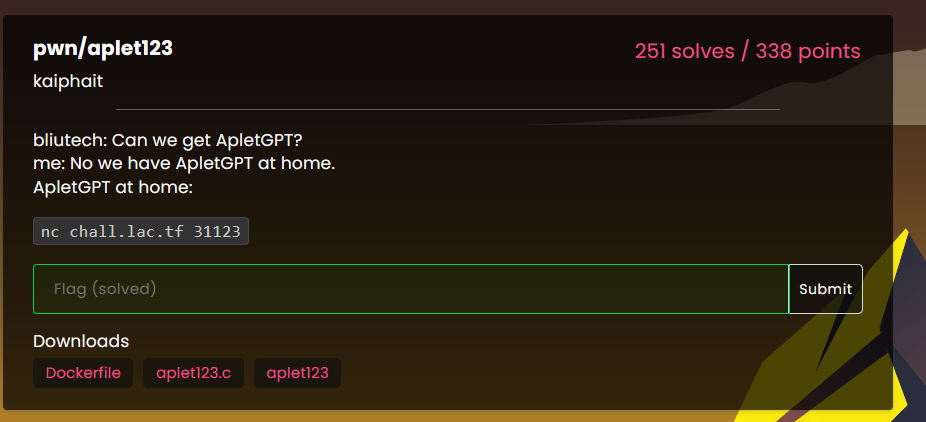 pwn/aplet123
251 solves / 338 points
kaiphait
bliutech: Can we get ApletGPT?
me: No we have ApletGPT at home.
ApletGPT at home:
nc chall.lac.tf 31123
Flag (solved)
Submit
Downloads
Dockerfile
aplet123.c
aplet123